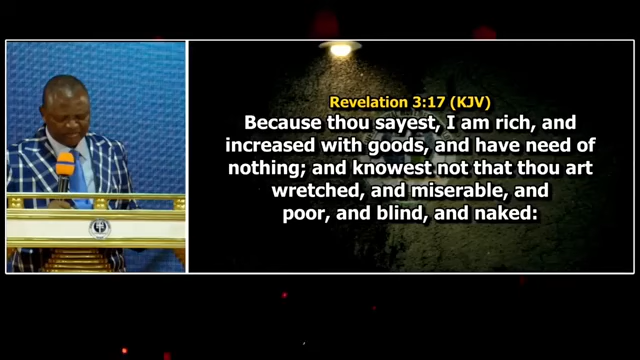 Revelation 3:17 (KJV)
Because thou sayest, I am rich, and
increased with goods, and have need of
nothing; and knowest not that thou art
wretched, and miserable, and
poor, and blind, and naked: